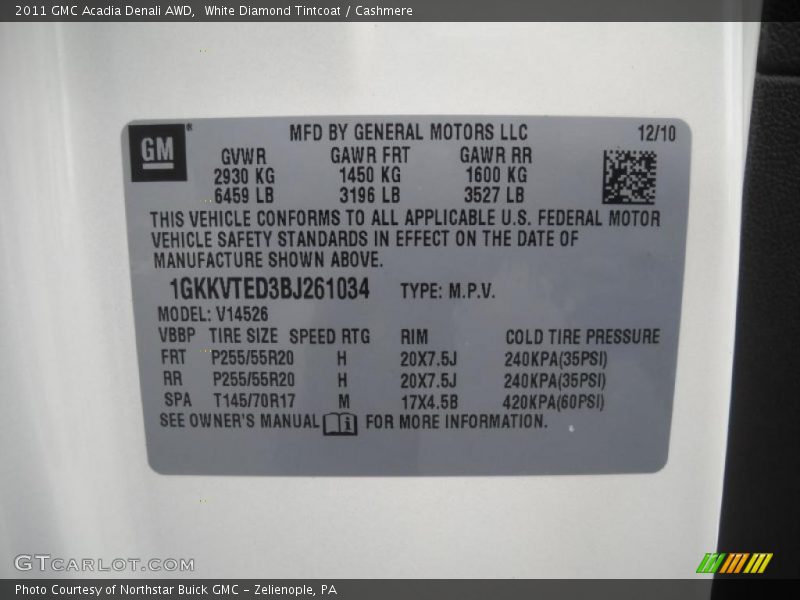 2011 GMC Acadia Denali AWD,  White Diamond Tintcoat / Cashmere
GM®
MFD BY GENERAL MOTORS LLC 12/10
GVWR GAWR FRT GAWR RR
2930 KG 1450 KG 1600 KG
6459 LB 3196 LB 3527 LB
THIS VEHICLE CONFORMS TO ALL APPLICABLE U.S. FEDERAL MOTOR
VEHICLE SAFETY STANDARDS IN EFFECT ON THE DATE OF
MANUFACTURE SHOWN ABOVE.
1GKKVTED3BJ261034 TYPE: M.P.V.
MODEL: V14526
VBBP TIRE SIZE SPEED RTG RIM COLD TIRE PRESSURE
FRT P255/55R20 H 20X7.5J 240KPA(35PSI)
RR P255/55R20 H 20X7.5J 240KPA(35PSI)
SPA T145/70R17 M 17X4.5B 420KPA(60PSI)
SEE OWNER'S MANUAL i FOR MORE INFORMATION.
GTCARLOT.COM
Photo Courtesy of Northstar Buick GMC - Zelienople, PA